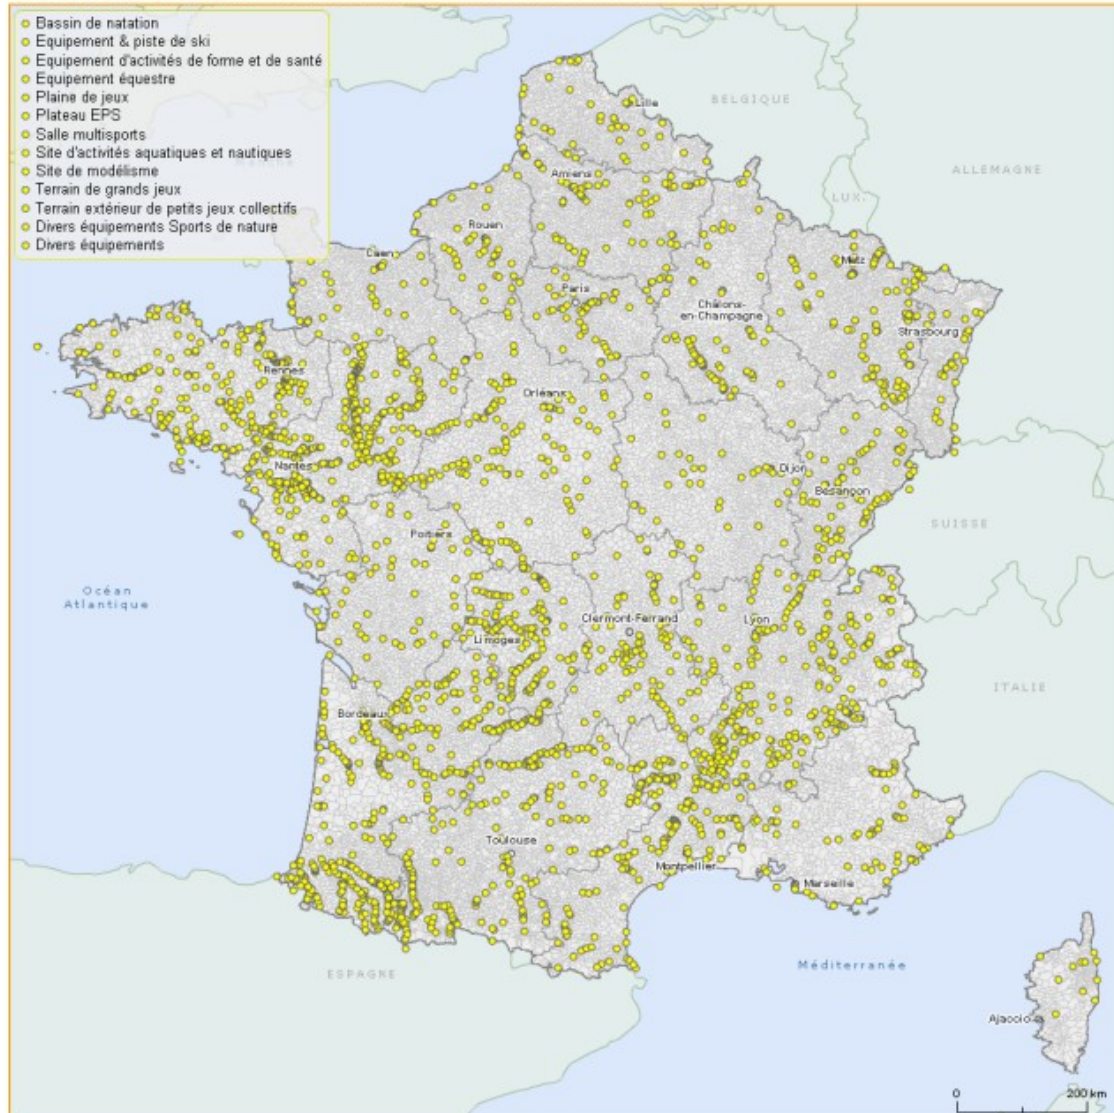 Bassin de natation
Equipement & piste de ski
Equipement d'activités de forme et de santé
Equipement équestre
Plaine de jeux
Plateau EPS
Salle multisports
Site d'activités aquatiques et nautiques
Site de modélisme
Terrain de grands jeux
Terrain extérieur de petits jeux collectifs
Divers équipements Sports de nature
Divers équipements
Lille
BELGIQUE
ALLEMAGNE
LUX.
Amiens
Rouen
Caen
Metz
Paris
Châlons-
en-Champagne
Strasbourg
Rennes
Orléans
Nantes
Dijon
Besançon
SUISSE
Poitiers
Océan
Atlantique
Clermont-Ferrand
Lyon
Limoges
ITALIE
Bordeaux
Toulouse
Montpellier
Marseille
ESPAGNE
Méditerranée
Ajaccio
0 200 km